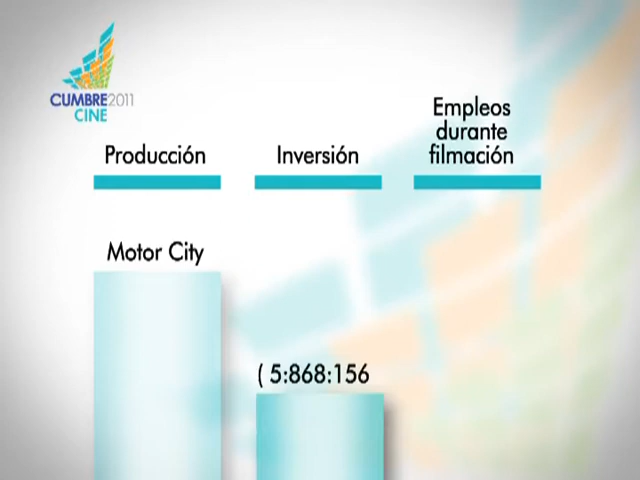 CUMBRE2011
CINE
Producción
Inversión
Empleos
durante
filmación
Motor City
( 5:868:156